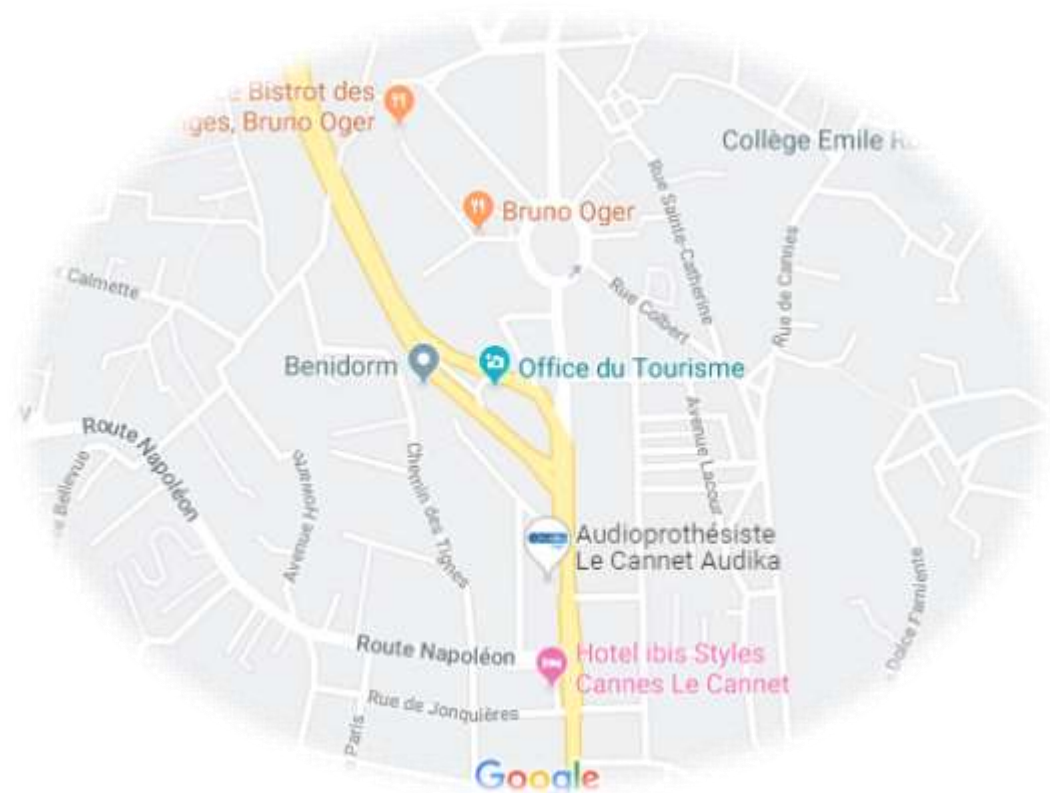 Bistrot des
Bruno Oger
Collège Emile
Bruno Oger
Rue Sainte-Catherine
Rue de Cannes
Calmette
Rue Colbert
Benidorm
Office du Tourisme
Route Napoléon
Bellevue
Avenue Howarth
Chemin des Tignes
Avenue Lacour
Audioprothésiste
Le Cannet Audika
Dolce Farniente
Route Napoléon
Hotel ibis Styles
Cannes Le Cannet
Rue de Jonquières
Paris
Google